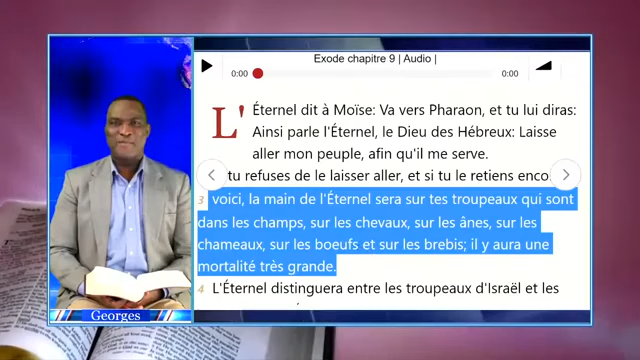 Exode chapitre 9 | Audio |
0:00
0:00
L'Éternel dit à Moïse: Va vers Pharaon, et tu lui diras:
Ainsi parle l'Éternel, le Dieu des Hébreux: Laisse
aller mon peuple, afin qu'il me serve.
tu refuses de le laisser aller, et si tu le retiens enco
3 voici, la main de l'Éternel sera sur tes troupeaux qui sont
dans les champs, sur les chevaux, sur les ânes, sur les
chameaux, sur les boeufs et sur les brebis; il y aura une
mortalité très grande.
4 L'Éternel distinguera entre les troupeaux d'Israël et les
Georges